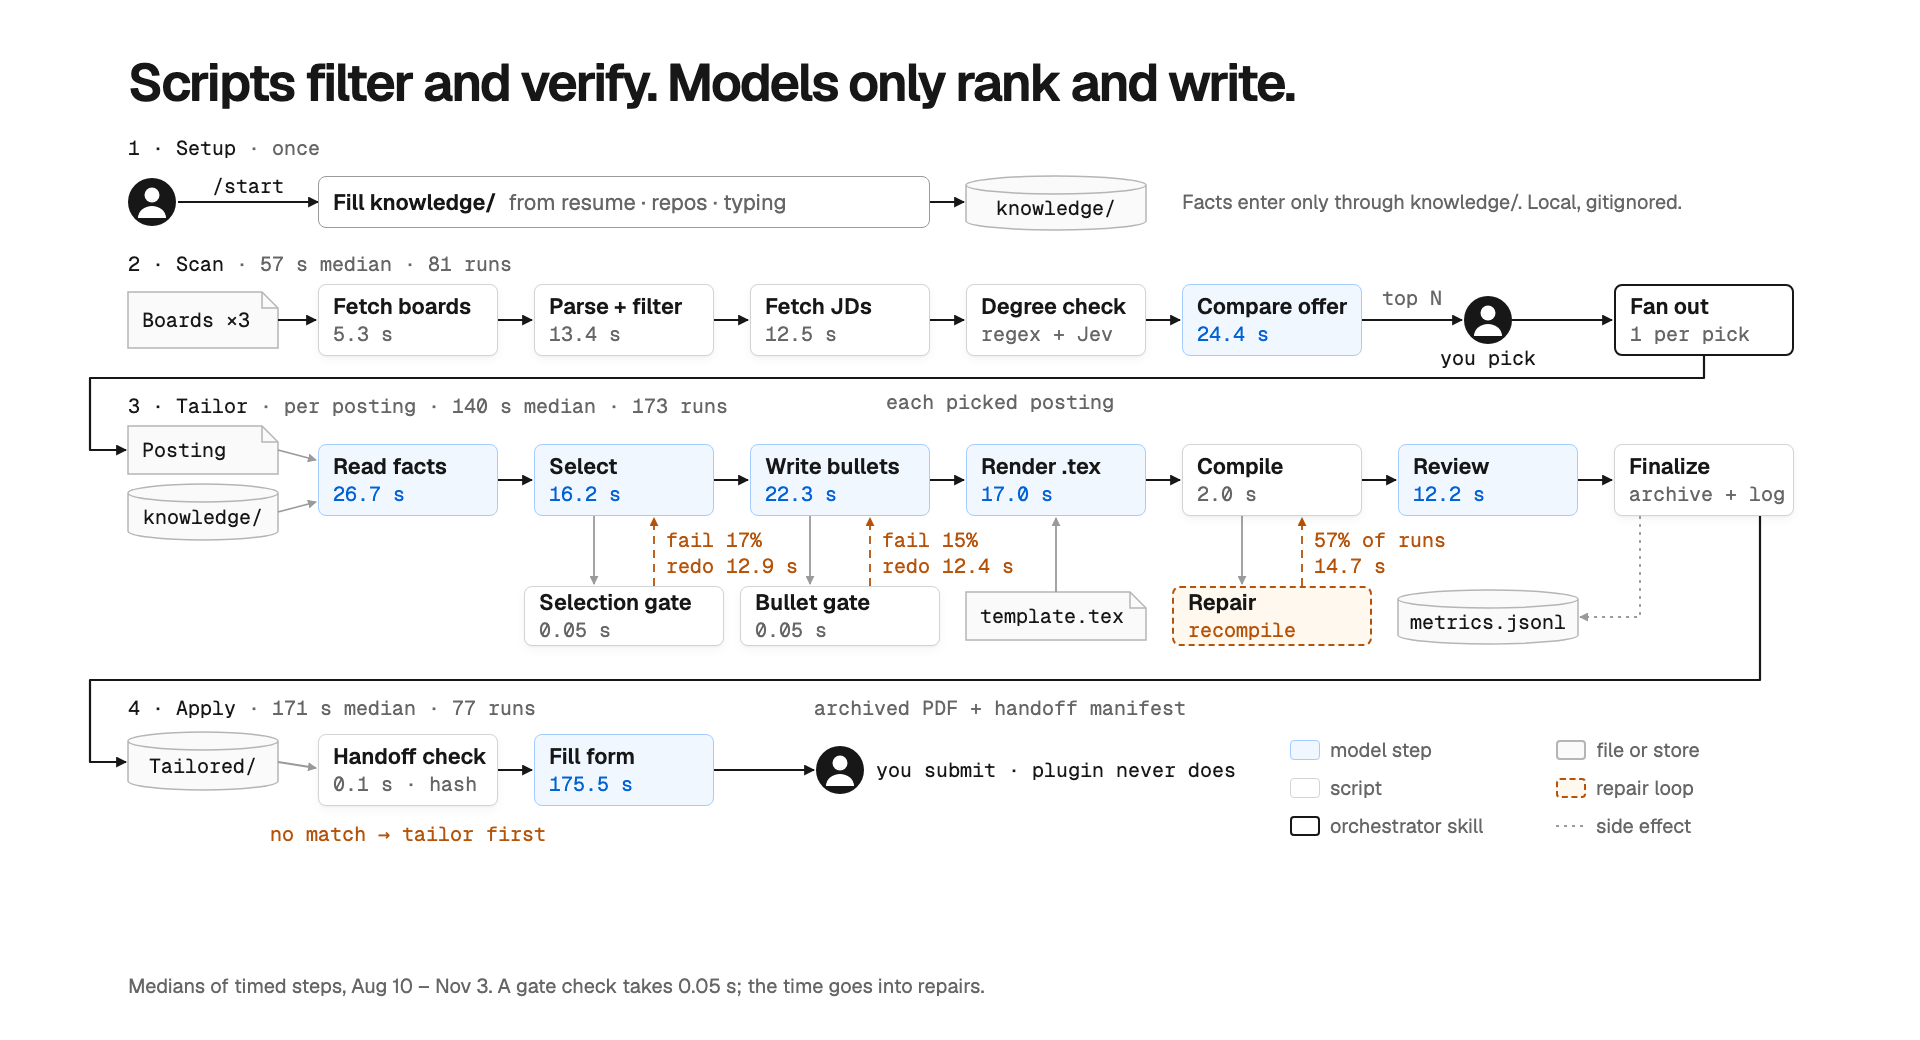 Scripts filter and verify. Models only rank and write.
1 · Setup · once
/start
Fill knowledge/ from resume · repos · typing
knowledge/
Facts enter only through knowledge/. Local, gitignored.
2 · Scan · 57 s median · 81 runs
Boards ×3
Fetch boards
5.3 s
Parse + filter
13.4 s
Fetch JDs
12.5 s
Degree check
regex + Jev
Compare offer
24.4 s
top N
you pick
Fan out
1 per pick
3 · Tailor · per posting · 140 s median · 173 runs
each picked posting
Posting
knowledge/
Read facts
26.7 s
Select
16.2 s
Write bullets
22.3 s
Render .tex
17.0 s
Compile
2.0 s
Review
12.2 s
Finalize
archive + log
fail 17%
redo 12.9 s
fail 15%
redo 12.4 s
57% of runs
14.7 s
Selection gate
0.05 s
Bullet gate
0.05 s
template.tex
Repair
recompile
metrics.jsonl
4 · Apply · 171 s median · 77 runs
archived PDF + handoff manifest
Tailored/
Handoff check
0.1 s · hash
Fill form
175.5 s
you submit · plugin never does
no match → tailor first
model step
file or store
script
repair loop
orchestrator skill
side effect
Medians of timed steps, Aug 10 – Nov 3. A gate check takes 0.05 s; the time goes into repairs.